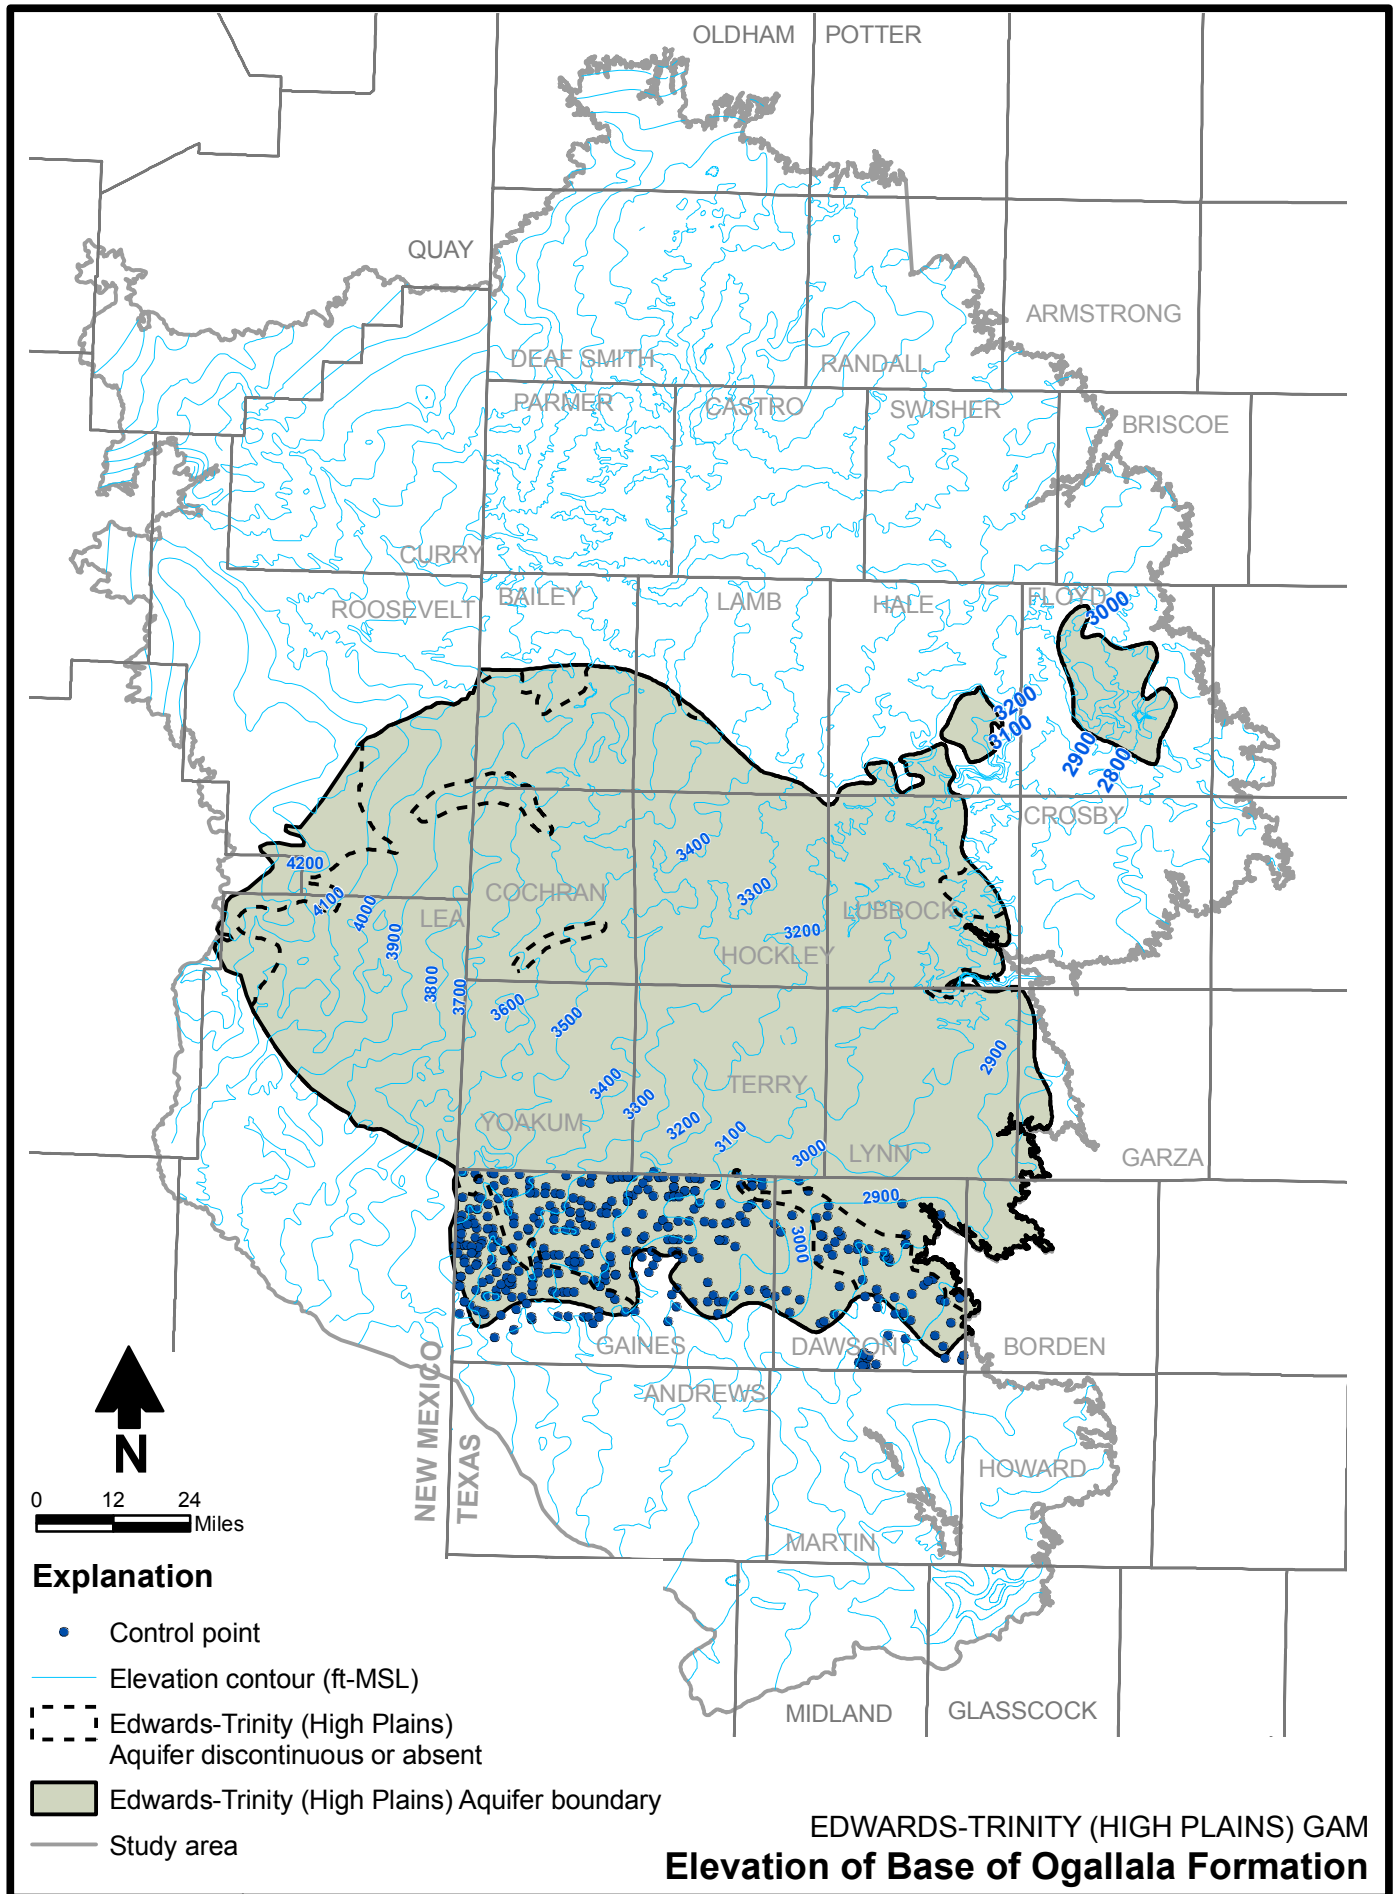 OLDHAM POTTER
QUAY
ARMSTRONG
DEAF SMITH RANDALL
PARMER CASTRO SWISHER
BRISCOE
CURRY
ROOSEVELT BAILEY LAMB HALE FLOYD
3000
3200
3100
2900
2800
CROSBY
3400
4200
COCHRAN 3300
4100
4000 LEA LUBBOCK
3900 3200
HOCKLEY
3800
3700
3600
3500
2900
3400 TERRY
3300
YOAKUM 3200
3100
3000 LYNN
GARZA
2900
3000
GAINES DAWSON BORDEN
ANDREWS
NEW MEXICO
TEXAS
HOWARD
MARTIN
MIDLAND GLASSCOCK
N
0 12 24
Miles
Explanation
Control point
Elevation contour (ft-MSL)
Edwards-Trinity (High Plains)
Aquifer discontinuous or absent
Edwards-Trinity (High Plains) Aquifer boundary
Study area
EDWARDS-TRINITY (HIGH PLAINS) GAM
Elevation of Base of Ogallala Formation